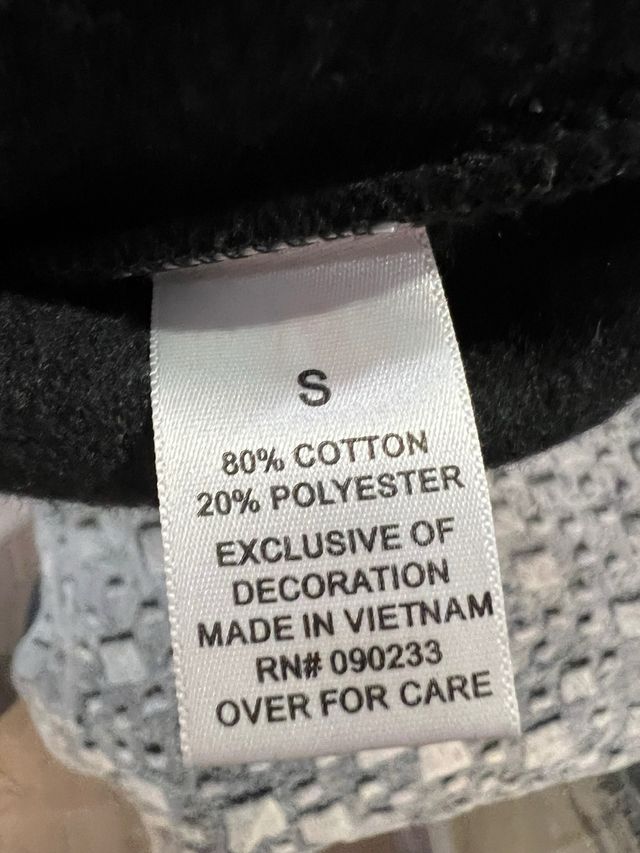 S
80% COTTON
20% POLYESTER
EXCLUSIVE OF
DECORATION
MADE IN VIETNAM
RN# 090233
OVER FOR CARE